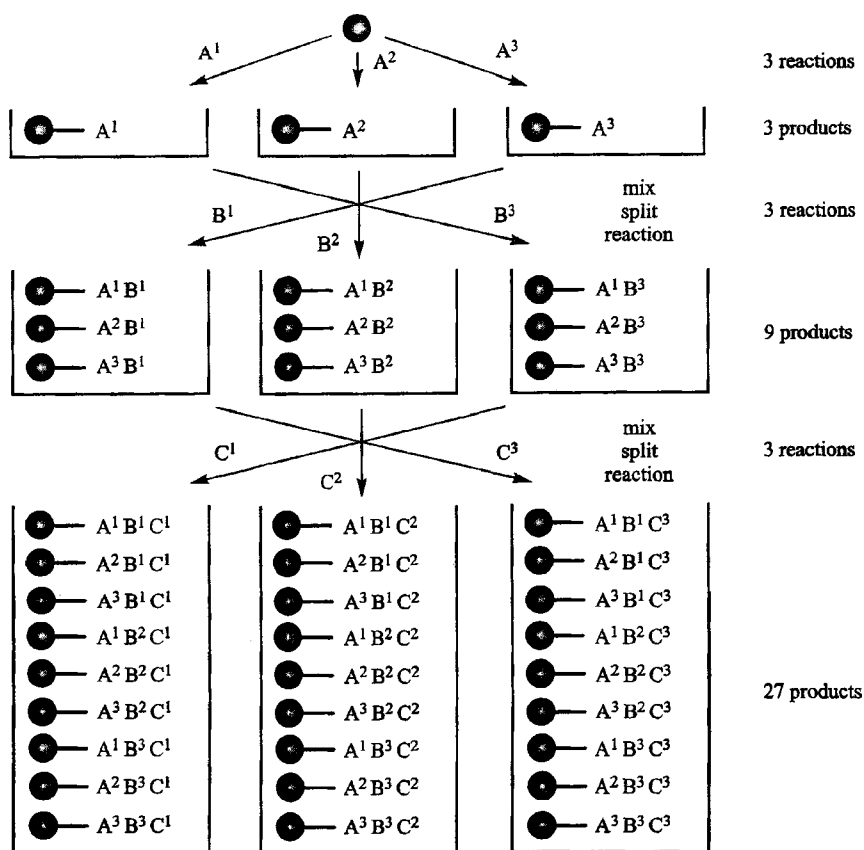 A¹ A² A³ 3 reactions
A¹ A² A³ 3 products
mix
split
reaction
B¹ B² B³ 3 reactions
A¹ B¹ A¹ B² A¹ B³
A² B¹ A² B² A² B³ 9 products
A³ B¹ A³ B² A³ B³
mix
split
reaction
C¹ C² C³ 3 reactions
A¹ B¹ C¹ A¹ B¹ C² A¹ B¹ C³
A² B¹ C¹ A² B¹ C² A² B¹ C³
A³ B¹ C¹ A³ B¹ C² A³ B¹ C³
A¹ B² C¹ A¹ B² C² A¹ B² C³
A² B² C¹ A² B² C² A² B² C³
A³ B² C¹ A³ B² C² A³ B² C³ 27 products
A¹ B³ C¹ A¹ B³ C² A¹ B³ C³
A² B³ C¹ A² B³ C² A² B³ C³
A³ B³ C¹ A³ B³ C² A³ B³ C³